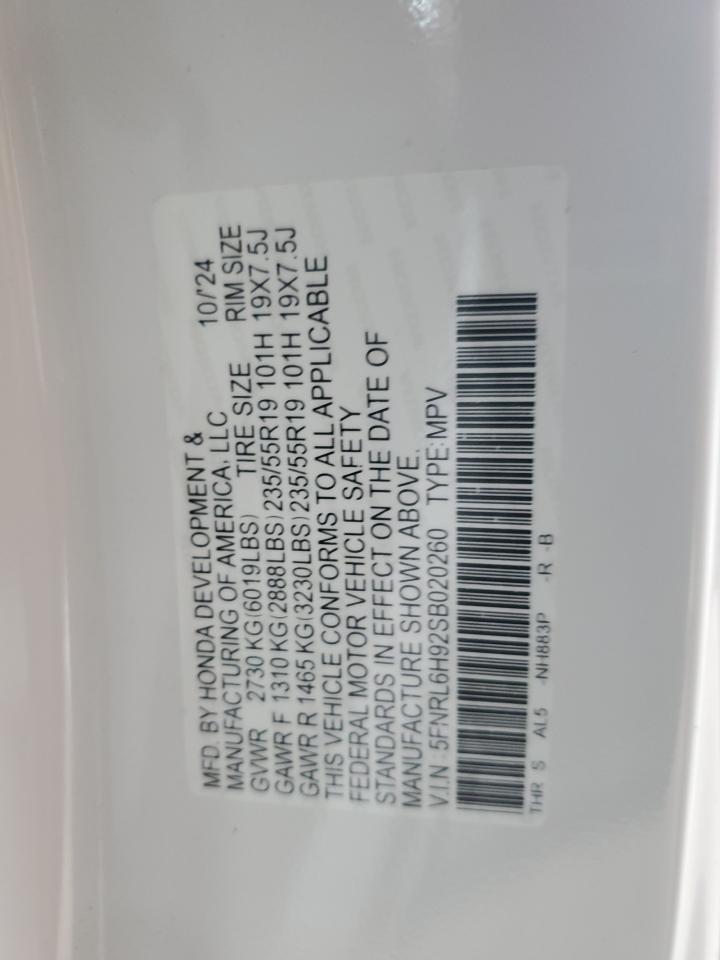 MFD. BY HONDA DEVELOPMENT &
MANUFACTURING OF AMERICA, LLC 10/'24
GVWR 2730 KG(6019LBS) TIRE SIZE RIM SIZE
GAWR F 1310 KG(2888LBS)235/55R19 101H 19X7.5J
GAWR R 1465 KG(3230LBS)235/55R19 101H 19X7.5J
THIS VEHICLE CONFORMS TO ALL APPLICABLE
FEDERAL MOTOR VEHICLE SAFETY
STANDARDS IN EFFECT ON THE DATE OF
MANUFACTURE SHOWN ABOVE.
V.I.N.:5FNRL6H92SB020260 TYPE:MPV
THR S AL5 -NH883P -R -B